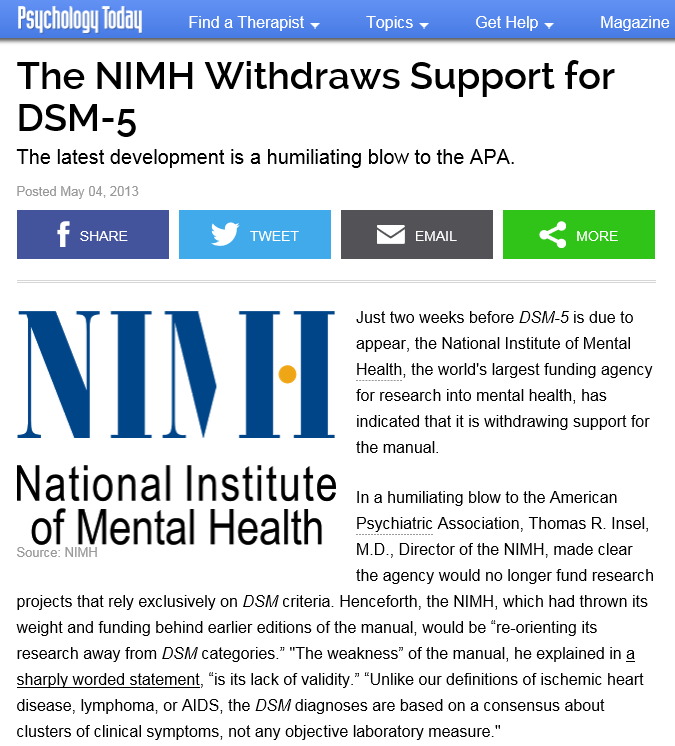 Psychology Today
Find a Therapist
Topics
Get Help
Magazine
The NIMH Withdraws Support for
DSM-5
The latest development is a humiliating blow to the APA.
Posted May 04, 2013
SHARE
TWEET
EMAIL
MORE
NIMH
National Institute
of Mental Health
Source: NIMH
Just two weeks before DSM-5 is due to
appear, the National Institute of Mental
Health, the world's largest funding agency
for research into mental health, has
indicated that it is withdrawing support for
the manual.
In a humiliating blow to the American
Psychiatric Association, Thomas R. Insel,
M.D., Director of the NIMH, made clear
the agency would no longer fund research
projects that rely exclusively on DSM criteria. Henceforth, the NIMH, which had thrown its
weight and funding behind earlier editions of the manual, would be “re-orienting its
research away from DSM categories.” "The weakness” of the manual, he explained in a
sharply worded statement, “is its lack of validity.” “Unlike our definitions of ischemic heart
disease, lymphoma, or AIDS, the DSM diagnoses are based on a consensus about
clusters of clinical symptoms, not any objective laboratory measure."